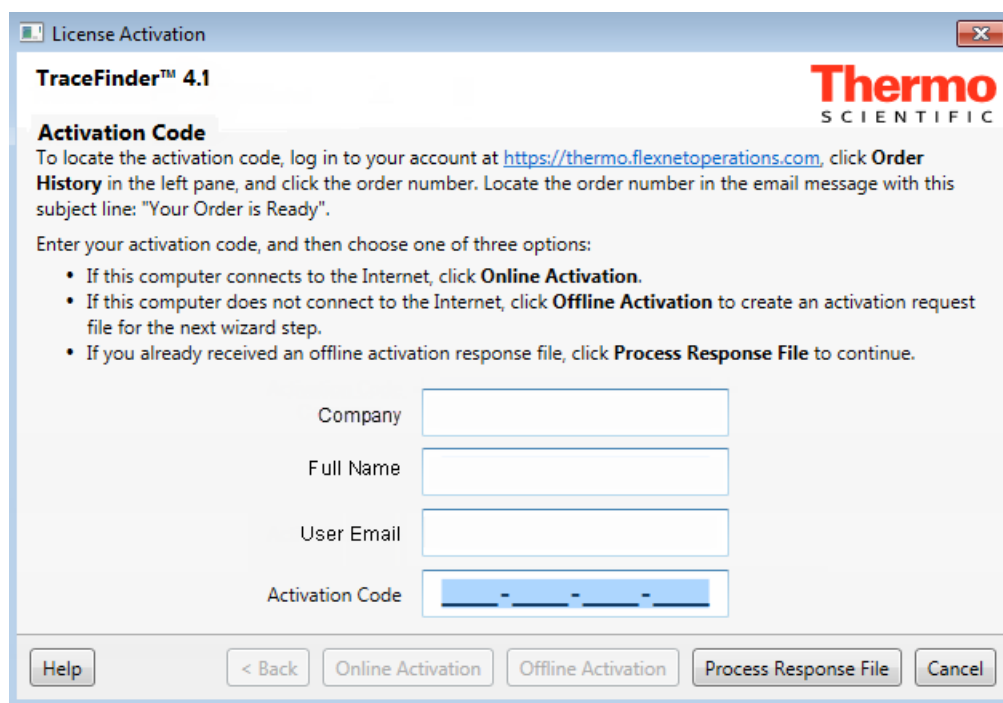 License Activation
TraceFinder™ 4.1
Thermo
SCIENTIFIC
Activation Code
To locate the activation code, log in to your account at https://thermo.flexnetoperations.com, click Order
History in the left pane, and click the order number. Locate the order number in the email message with this
subject line: "Your Order is Ready".
Enter your activation code, and then choose one of three options:
• If this computer connects to the Internet, click Online Activation.
• If this computer does not connect to the Internet, click Offline Activation to create an activation request
file for the next wizard step.
• If you already received an offline activation response file, click Process Response File to continue.
Company
Full Name
User Email
Activation Code ____-____-____-____
Help < Back Online Activation Offline Activation Process Response File Cancel